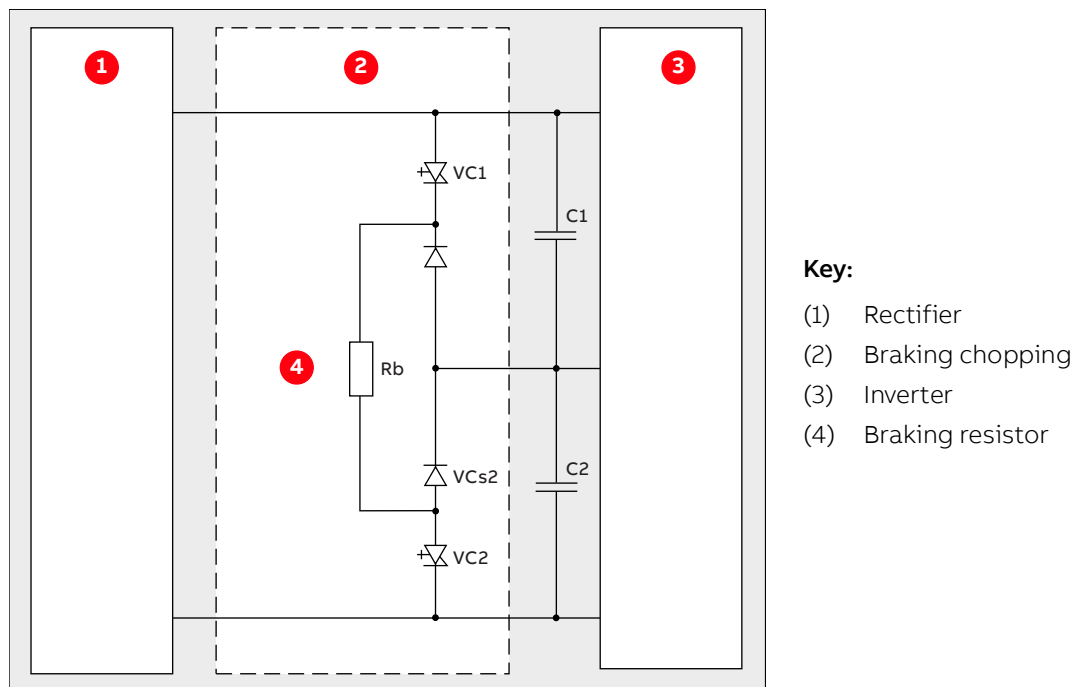 1
2
3
VC1
C1
4
Rb
VCs2
C2
VC2
Key:
(1) Rectifier
(2) Braking chopping
(3) Inverter
(4) Braking resistor